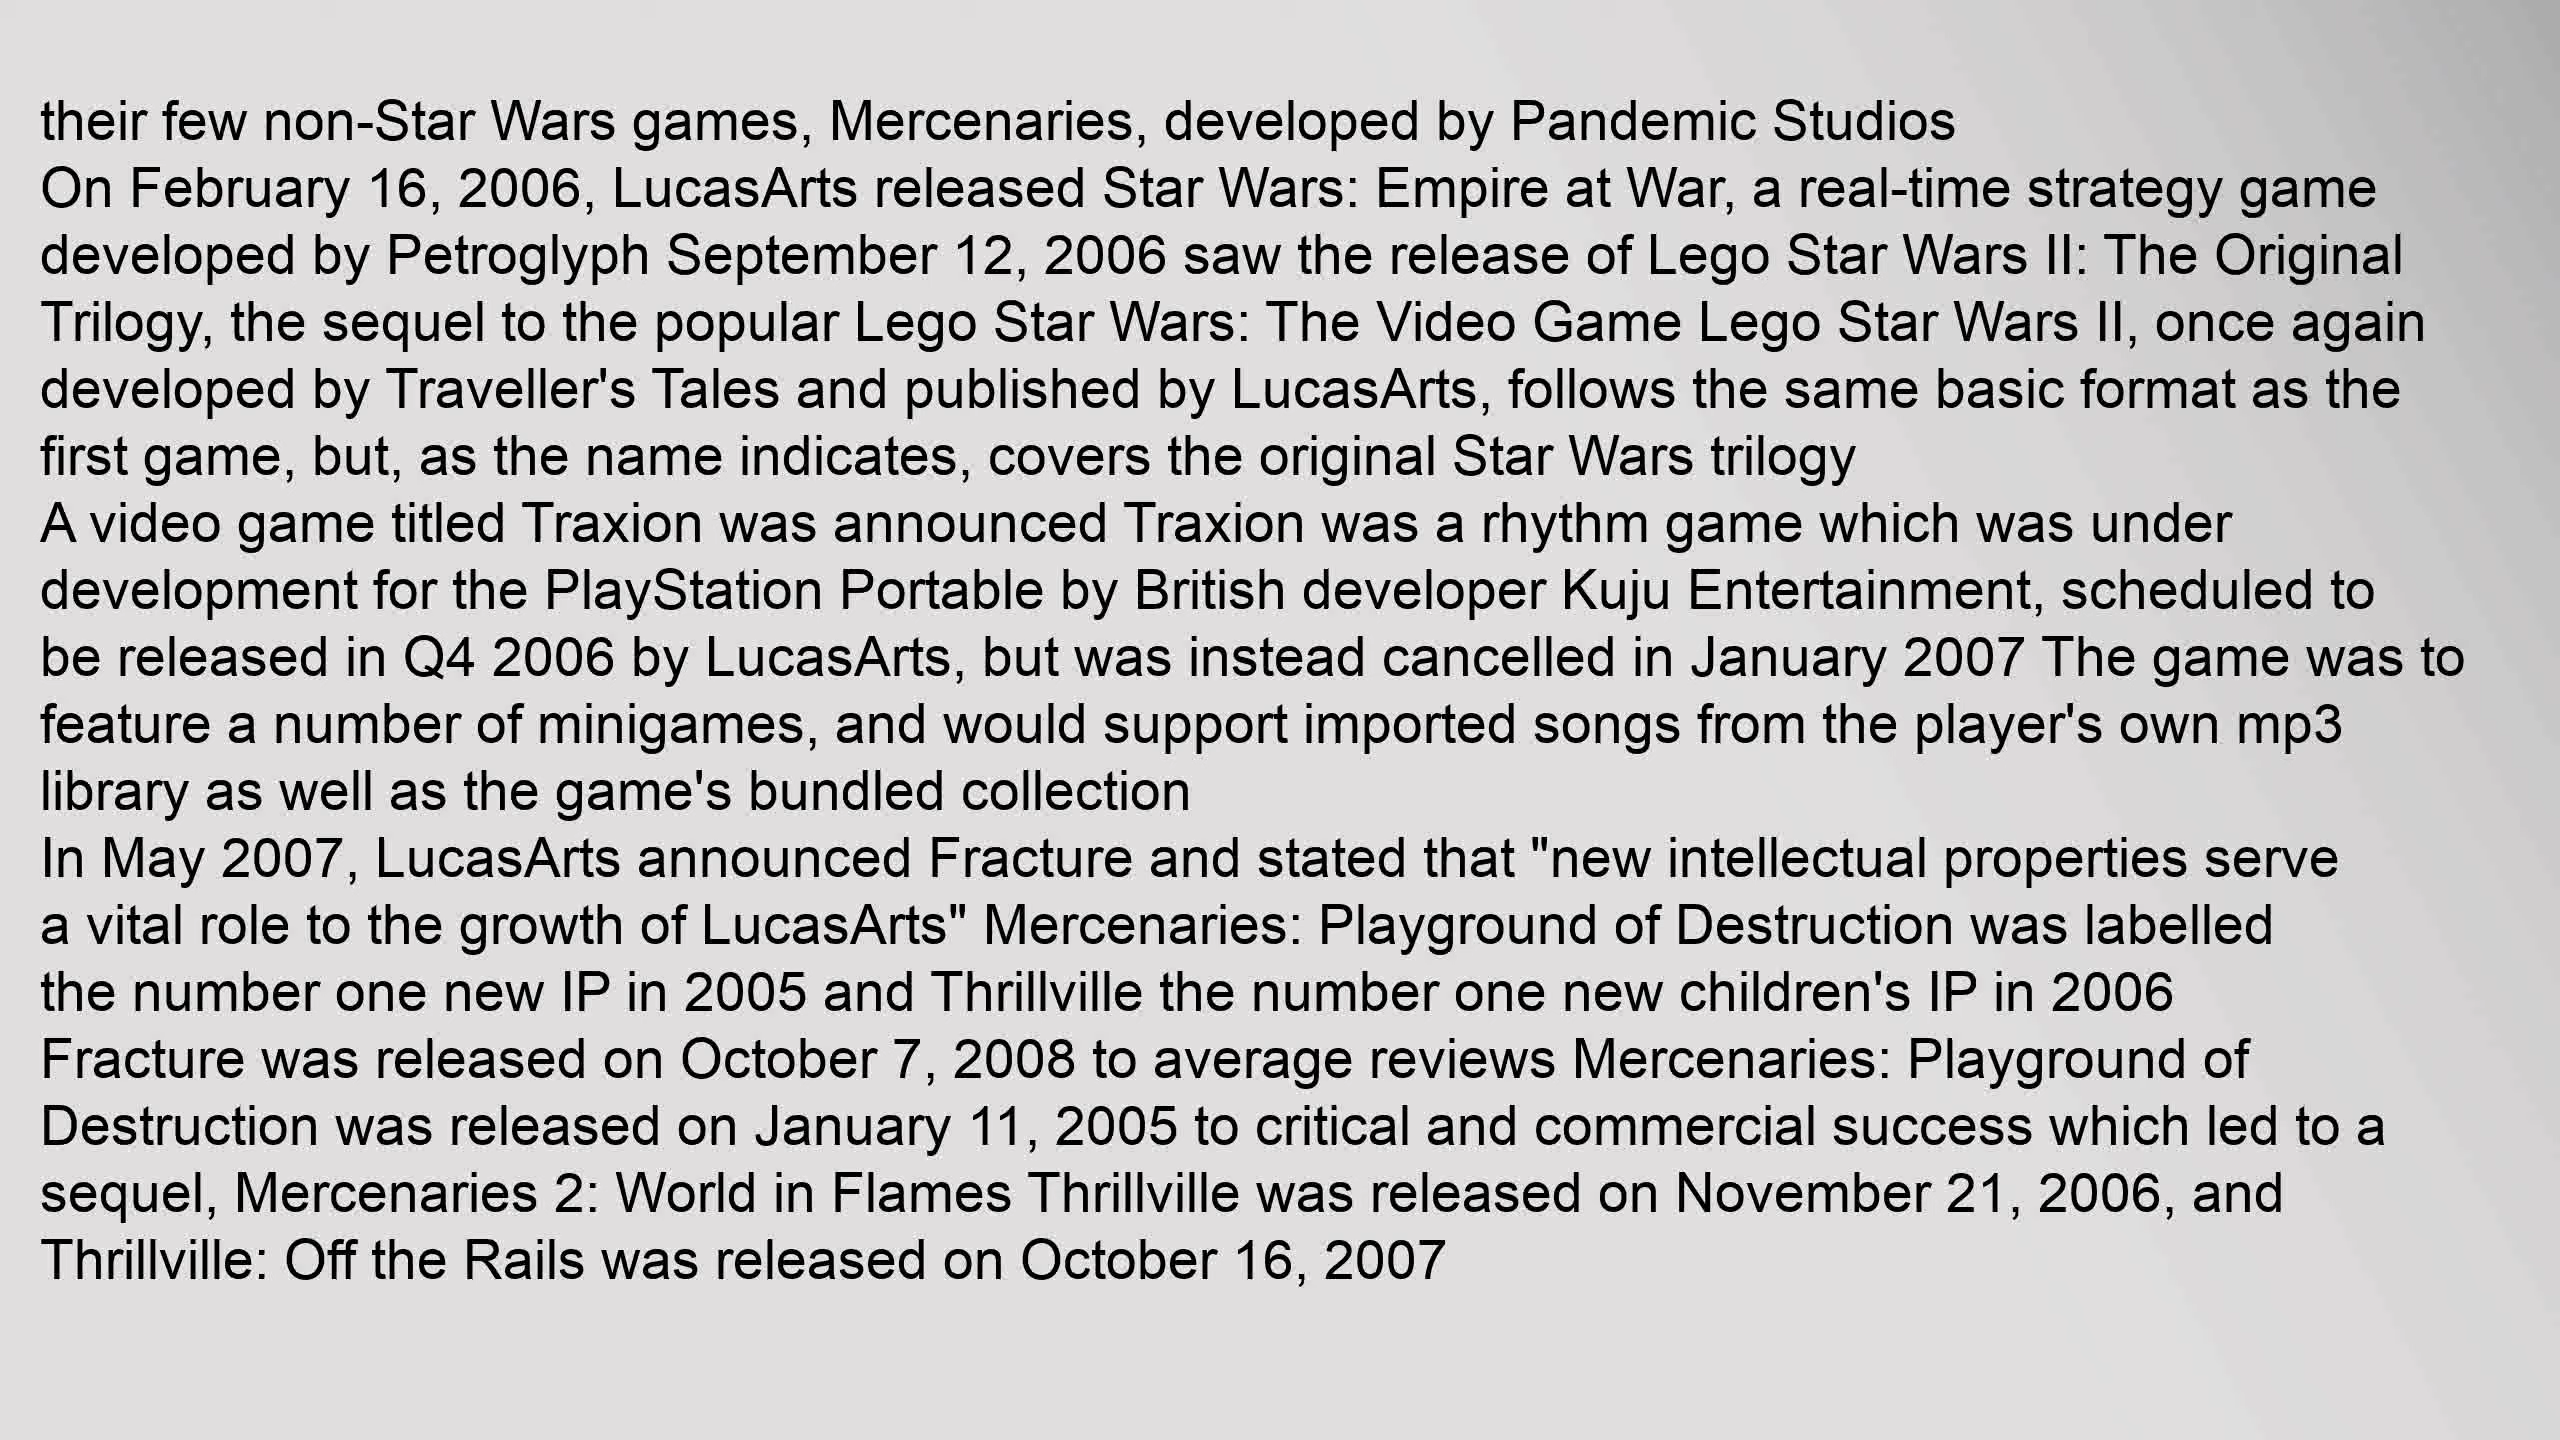 their few non-Star Wars games, Mercenaries, developed by Pandemic Studios
On February 16, 2006, LucasArts released Star Wars: Empire at War, a real-time strategy game
developed by Petroglyph September 12, 2006 saw the release of Lego Star Wars II: The Original
Trilogy, the sequel to the popular Lego Star Wars: The Video Game Lego Star Wars II, once again
developed by Traveller's Tales and published by LucasArts, follows the same basic format as the
first game, but, as the name indicates, covers the original Star Wars trilogy
A video game titled Traxion was announced Traxion was a rhythm game which was under
development for the PlayStation Portable by British developer Kuju Entertainment, scheduled to
be released in Q4 2006 by LucasArts, but was instead cancelled in January 2007 The game was to
feature a number of minigames, and would support imported songs from the player's own mp3
library as well as the game's bundled collection
In May 2007, LucasArts announced Fracture and stated that "new intellectual properties serve
a vital role to the growth of LucasArts" Mercenaries: Playground of Destruction was labelled
the number one new IP in 2005 and Thrillville the number one new children's IP in 2006
Fracture was released on October 7, 2008 to average reviews Mercenaries: Playground of
Destruction was released on January 11, 2005 to critical and commercial success which led to a
sequel, Mercenaries 2: World in Flames Thrillville was released on November 21, 2006, and
Thrillville: Off the Rails was released on October 16, 2007